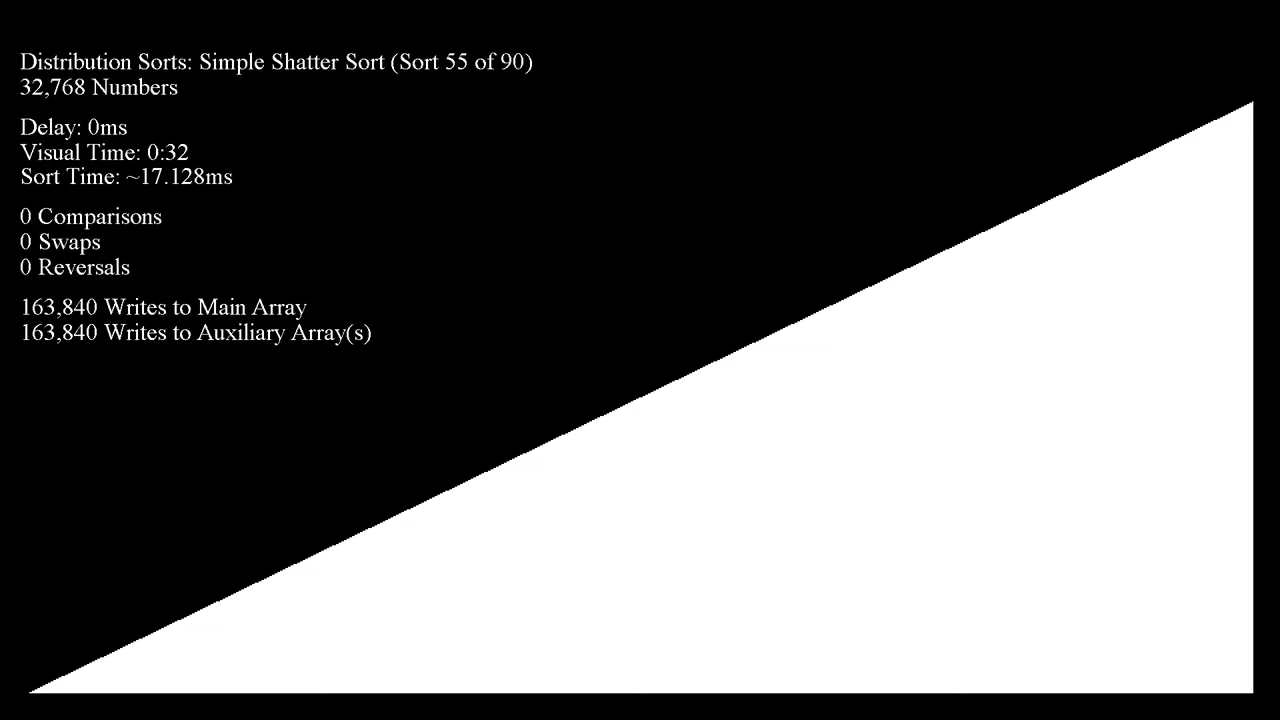 Distribution Sorts: Simple Shatter Sort (Sort 55 of 90)
32,768 Numbers
Delay: 0ms
Visual Time: 0:32
Sort Time: ~17.128ms
0 Comparisons
0 Swaps
0 Reversals
163,840 Writes to Main Array
163,840 Writes to Auxiliary Array(s)